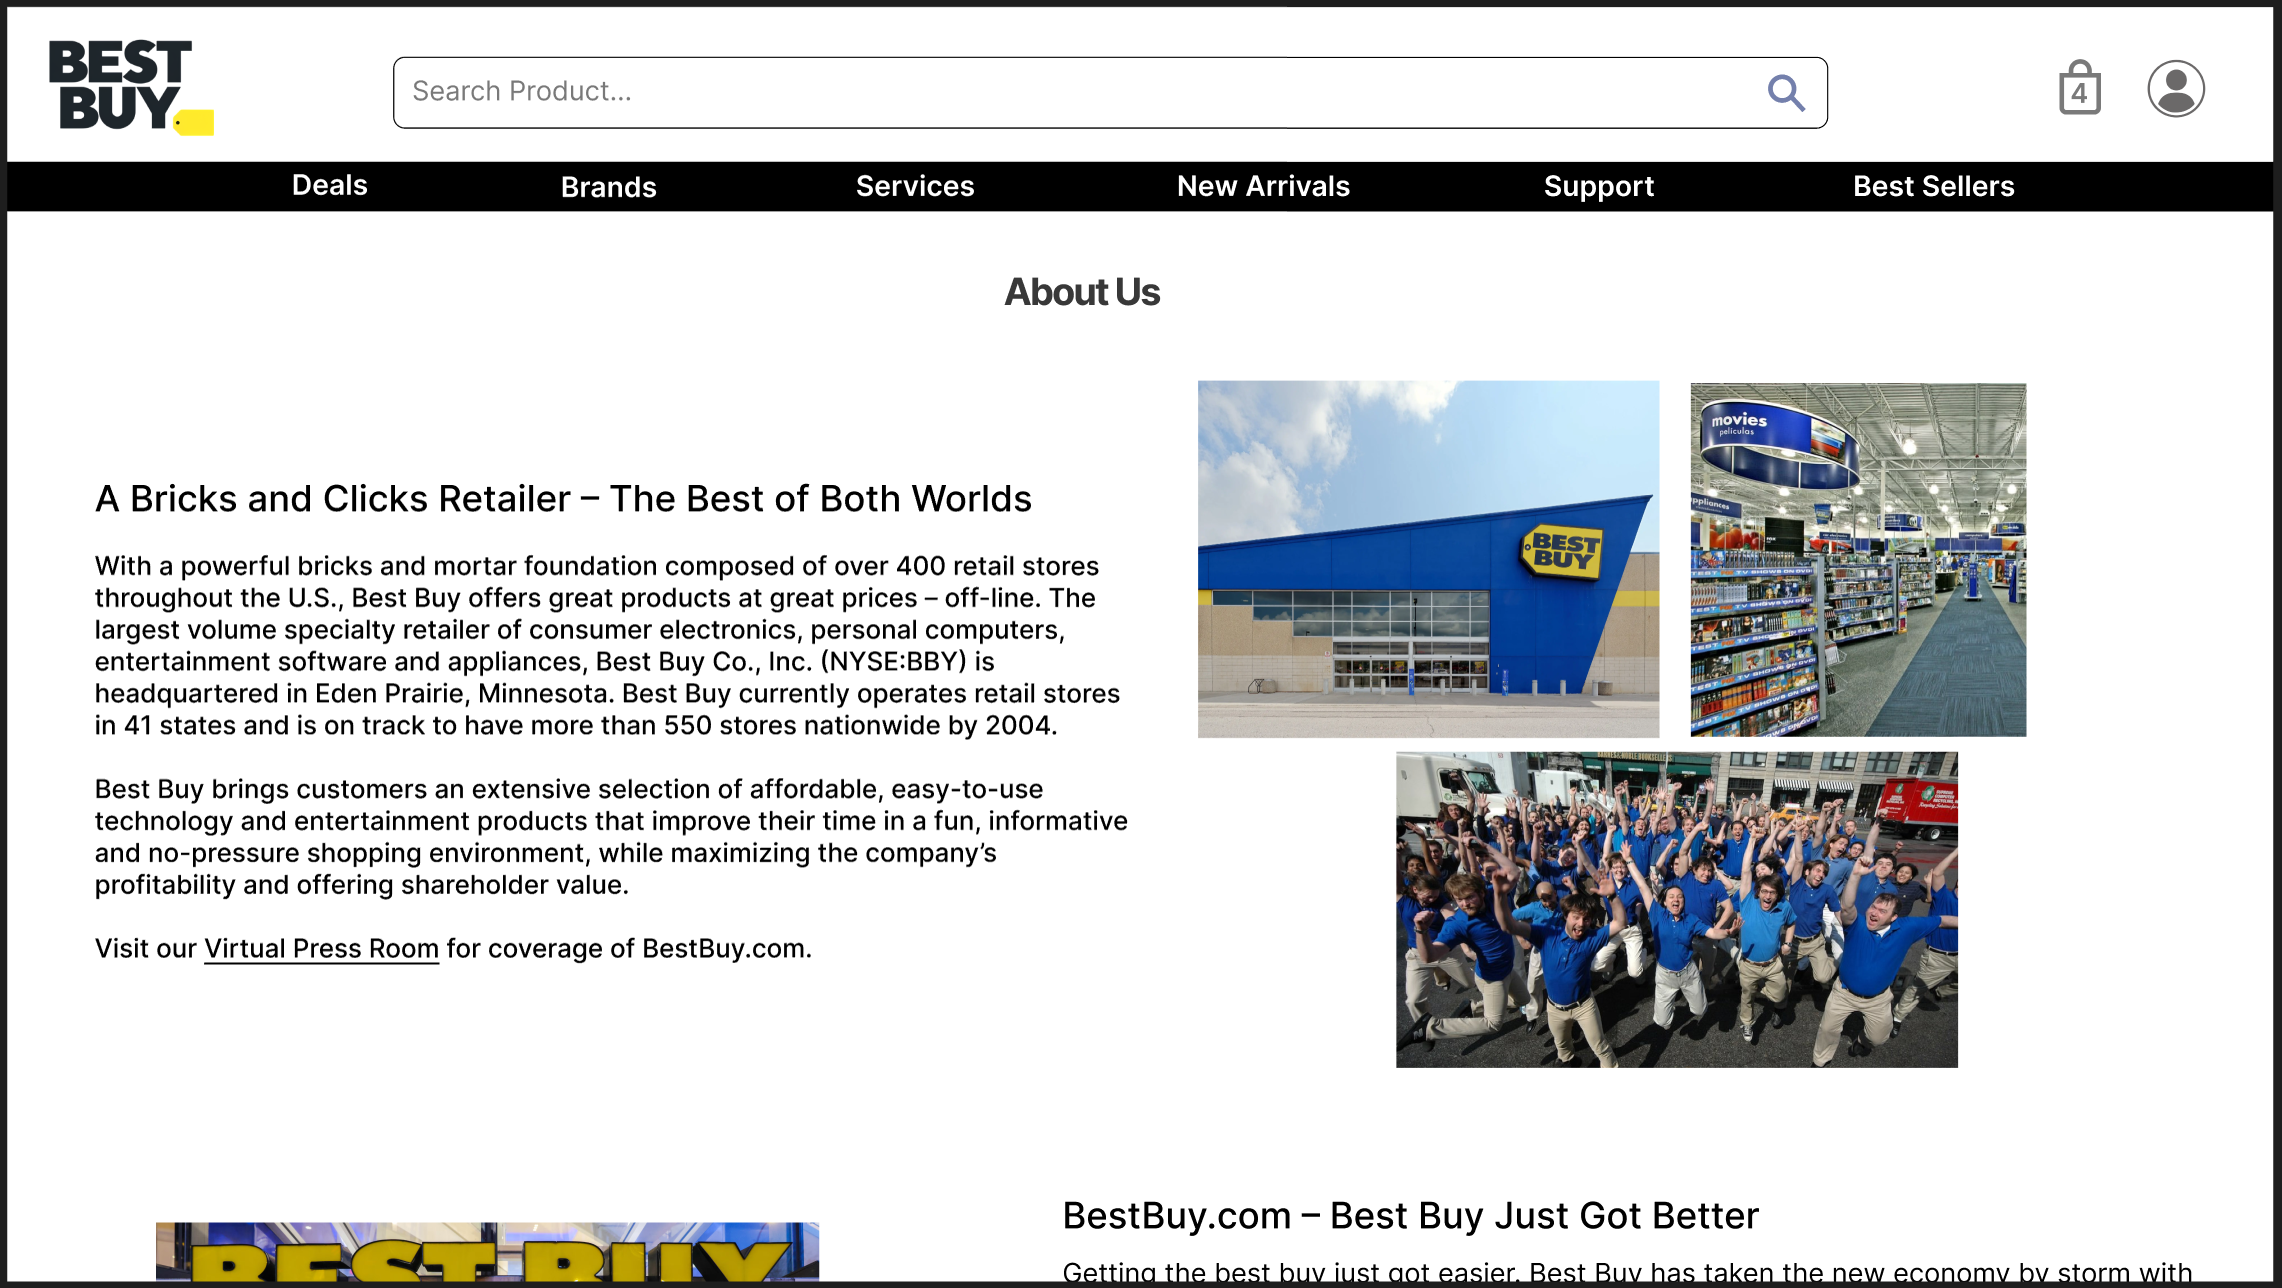 BEST
BUY
Search Product...
4
Deals
Brands
Services
New Arrivals
Support
Best Sellers
About Us
movies
películas
appliances
BEST
BUY
A Bricks and Clicks Retailer – The Best of Both Worlds
With a powerful bricks and mortar foundation composed of over 400 retail stores
throughout the U.S., Best Buy offers great products at great prices – off-line. The
largest volume specialty retailer of consumer electronics, personal computers,
entertainment software and appliances, Best Buy Co., Inc. (NYSE:BBY) is
headquartered in Eden Prairie, Minnesota. Best Buy currently operates retail stores
in 41 states and is on track to have more than 550 stores nationwide by 2004.
Best Buy brings customers an extensive selection of affordable, easy-to-use
technology and entertainment products that improve their time in a fun, informative
and no-pressure shopping environment, while maximizing the company’s
profitability and offering shareholder value.
Visit our Virtual Press Room for coverage of BestBuy.com.
BestBuy.com – Best Buy Just Got Better
Getting the best buy just got easier. Best Buy has taken the new economy by storm with
BEST BUY